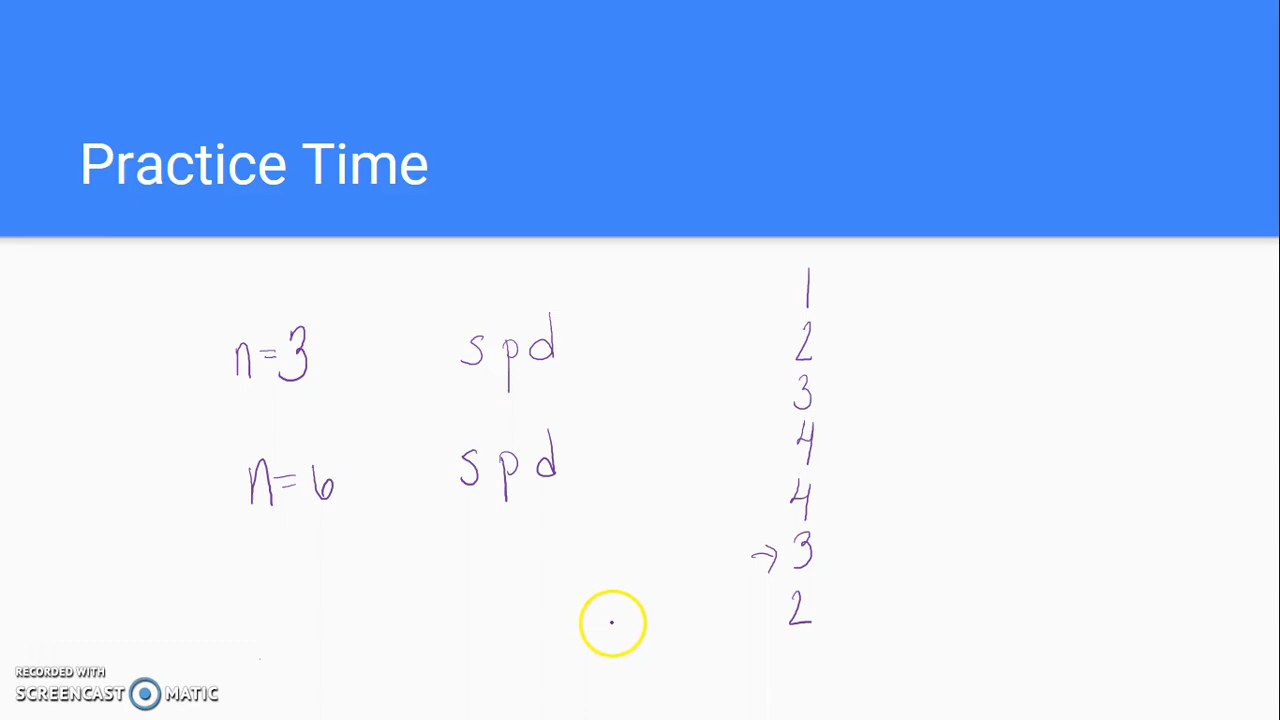 Practice Time
n=3 spd
n=6 spd
1
2
3
4
4
→3
2
RECORDED WITH
SCREENCAST MATIC